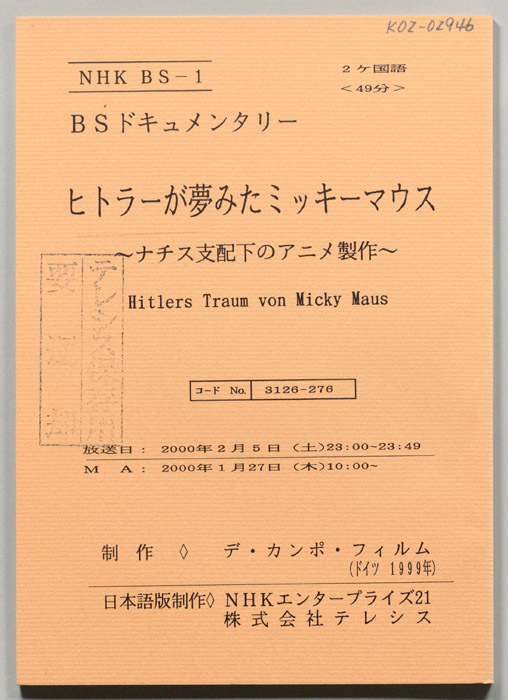 K02-02946
NHK BS－1
2ヶ国語
＜49分＞
BSドキュメンタリー
ヒトラーが夢みたミッキーマウス
～ナチス支配下のアニメ製作～
Hitlers Traum von Micky Maus
コード No. 3126-276
放送日： 2000年2月5日（土）23:00~23:49
M A： 2000年1月27日（木）10:00~
制作◇ デ・カンポ・フィルム
（ドイツ 1999年）
日本語版制作◇ NHKエンタープライズ21
株式会社テレシス